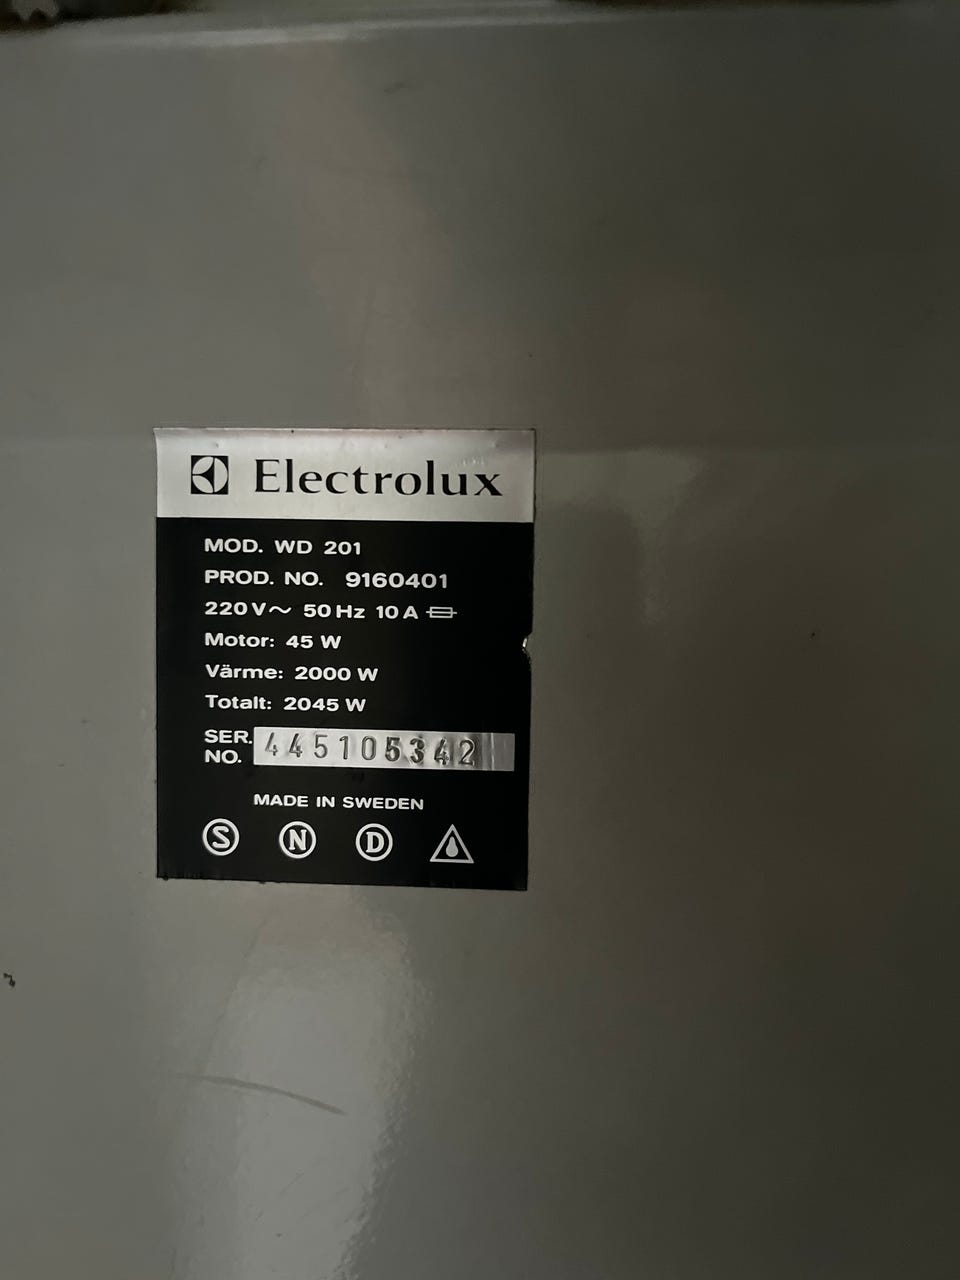 Electrolux
MOD. WD 201
PROD. NO. 9160401
220 V~ 50 Hz 10 A
Motor: 45 W
Värme: 2000 W
Totalt: 2045 W
SER. NO. 445105342
MADE IN SWEDEN
S N D